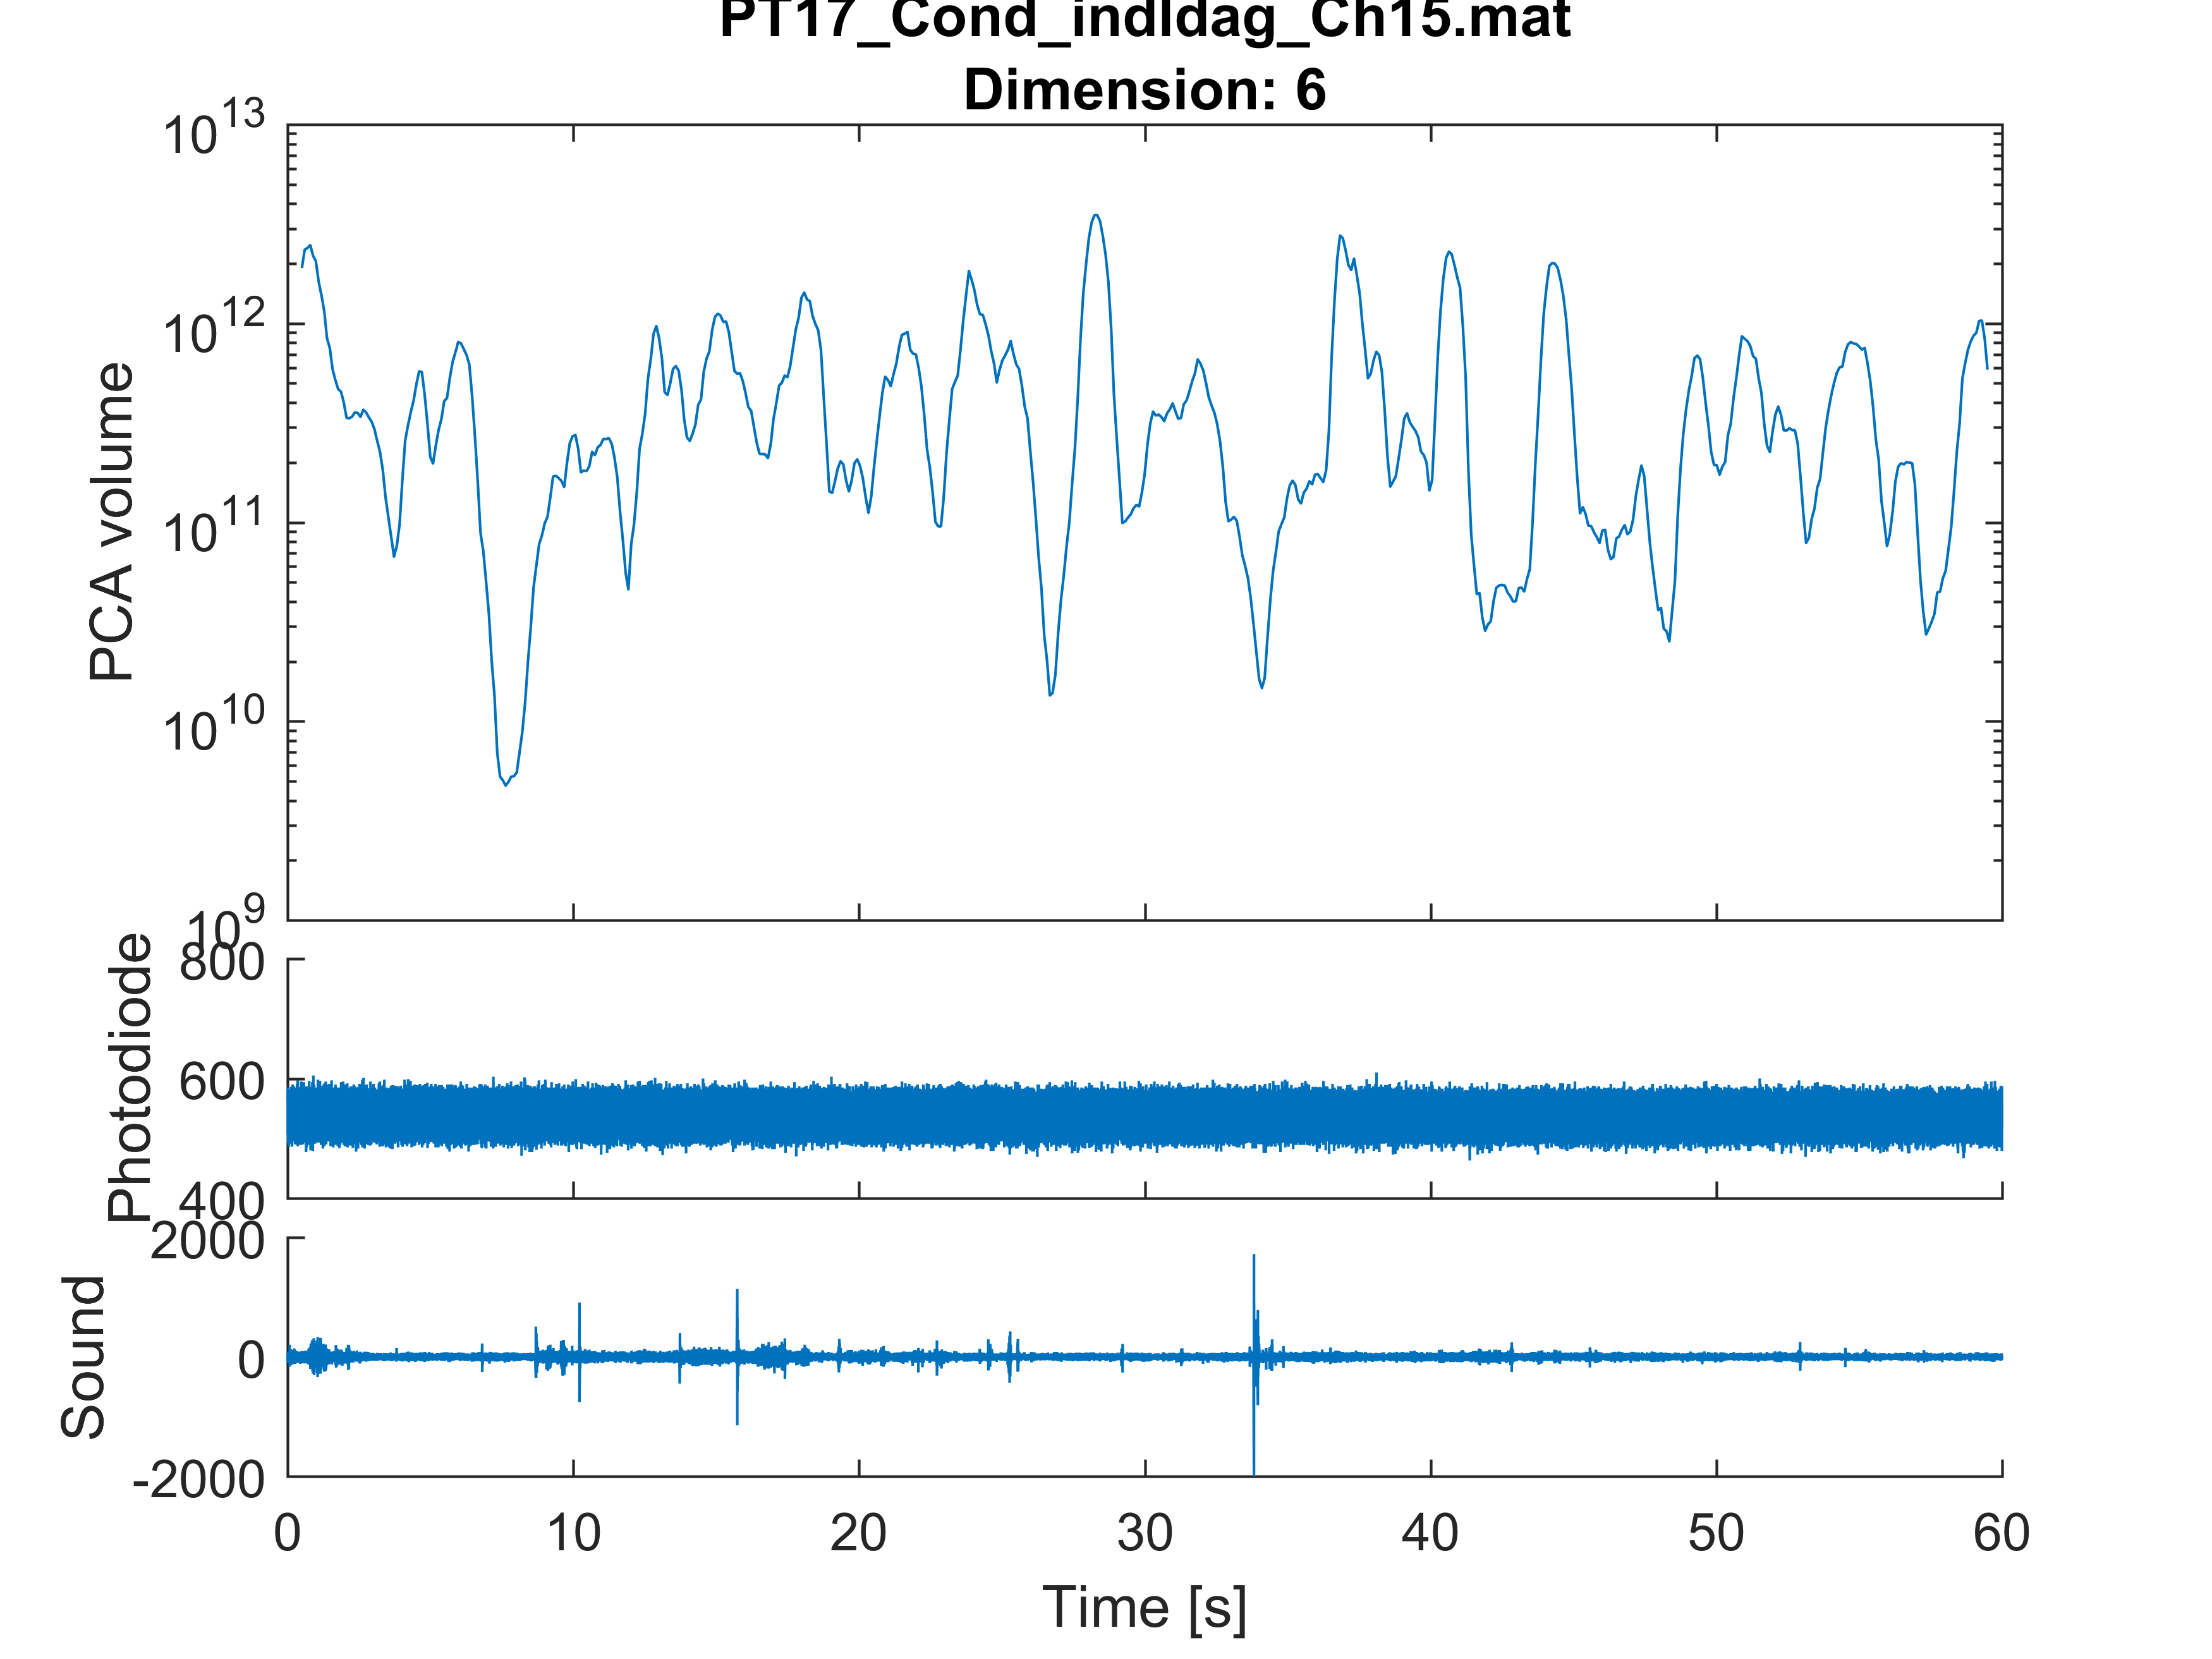 PT17_Cond_indIdag_Ch15.mat
Dimension: 6
10^13
10^12
10^11
10^10
10^9
PCA volume
800
600
400
Photodiode
2000
0
-2000
Sound
0 10 20 30 40 50 60
Time [s]